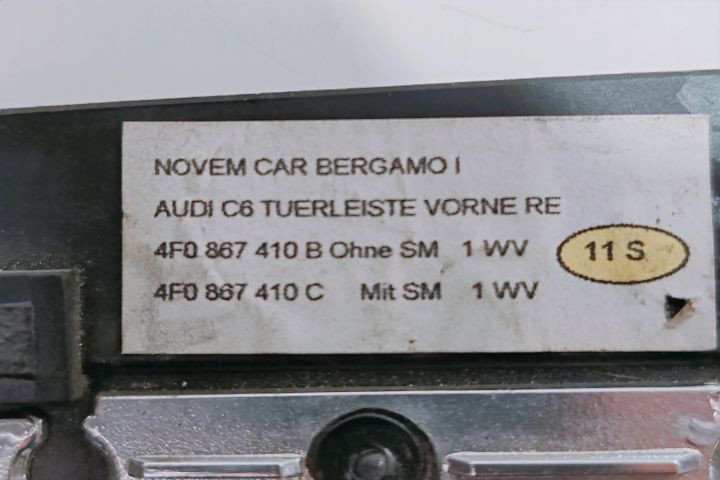 NOVEM CAR BERGAMO I
AUDI C6 TUERLEISTE VORNE RE
4F0 867 410 B Ohne SM 1 WV 11 S
4F0 867 410 C Mit SM 1 WV